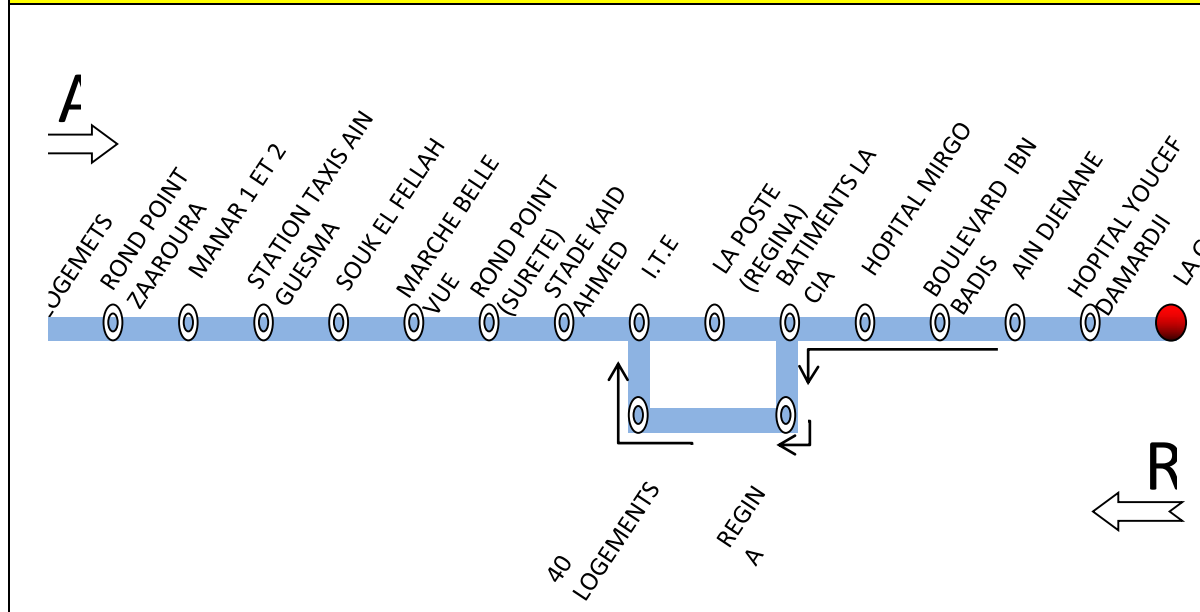 A
ROND POINT
ZAAROURA
MANAR 1 ET 2
STATION TAXIS AIN
GUESMA
SOUK EL FELLAH
MARCHE BELLE
VUE
ROND POINT
(SURETE)
STADE KAID
AHMED
I.T.E
LA POSTE
(REGINA)
BATIMENTS LA
CIA
HOPITAL MIRGO
BOULEVARD IBN
BADIS
AIN DJENANE
HOPITAL YOUCEF
DAMARDJI
LA
R
40
LOGEMENTS
REGIN
A